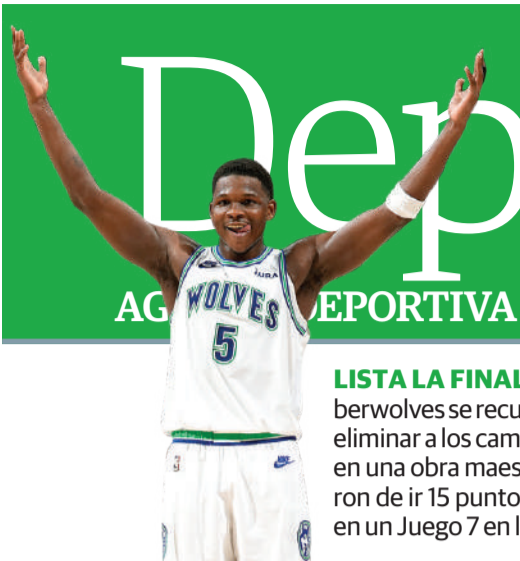 Dep
AG DEPORTIVA
WOLVES
5
LISTA LA FINAL
berwolves se recu
eliminar a los cam
en una obra maes
ron de ir 15 punto
en un Juego 7 en l